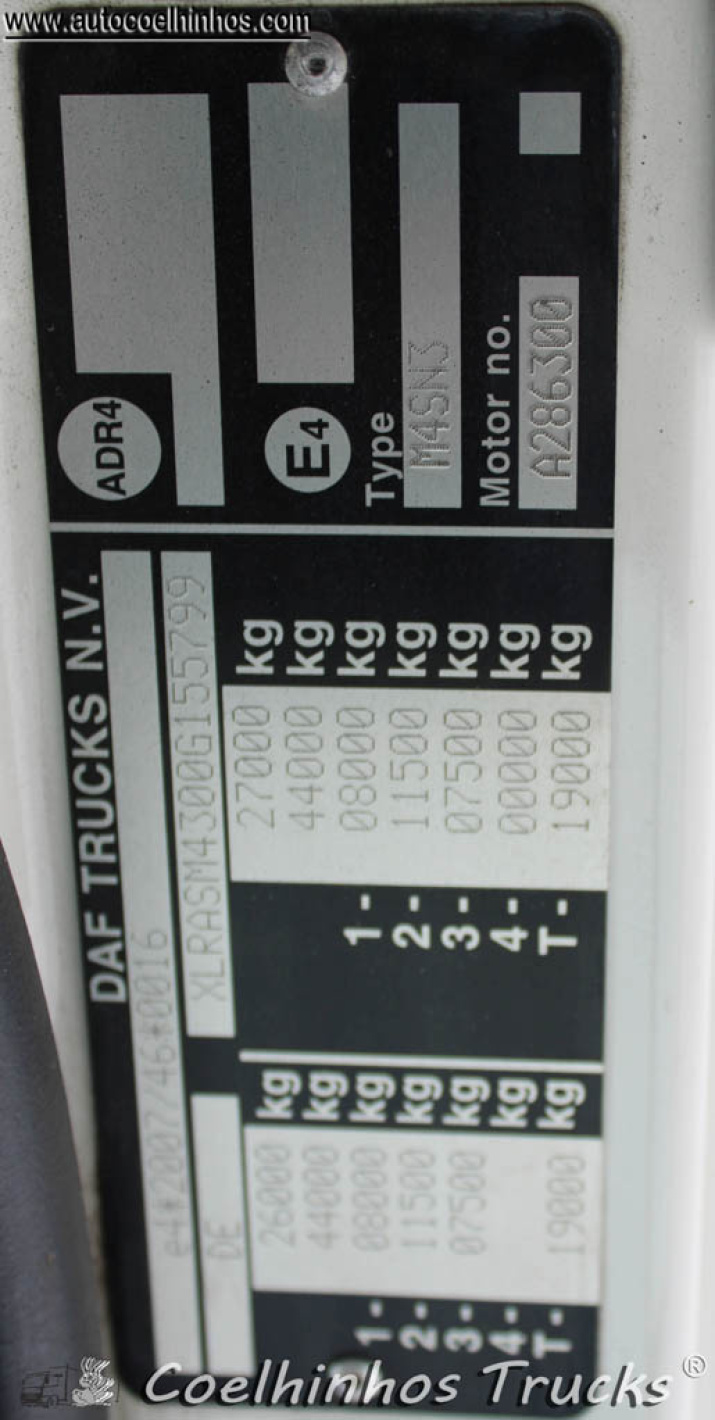 www.autocoelhinhos.com
DAF TRUCKS N.V.
e4*2007/46*0016
DE XLRASM4300G155799
26000 kg 27000 kg
44000 kg 44000 kg
1- 08000 kg 1- 08000 kg
2- 11500 kg 2- 11500 kg
3- 07500 kg 3- 07500 kg
4- kg 4- 00000 kg
T- 19000 kg T- 19000 kg
ADR4
E4
Type
M4SN3
Motor no.
A286300
Coelhinhos Trucks®